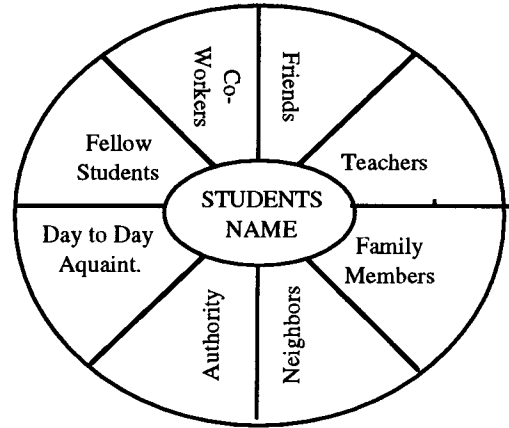 Co-
Workers
Friends
Fellow
Students
Teachers
STUDENTS
NAME
Day to Day
Aquaint.
Family
Members
Authority
Neighbors